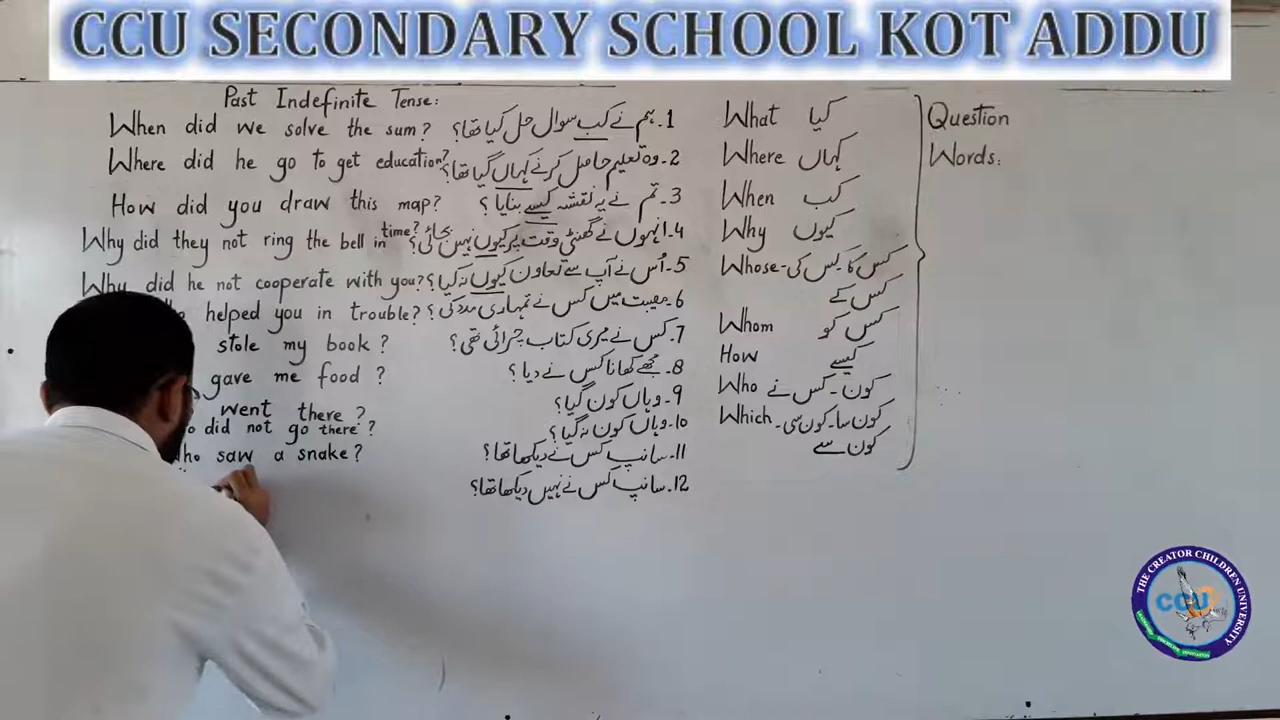 CCU SECONDARY SCHOOL KOT ADDU
Past Indefinite Tense:
When did we solve the sum? 1۔ ہم نے کب سوال حل کیا تھا؟
Where did he go to get education? 2۔ وہ تعلیم حاصل کرنے کہاں گیا تھا؟
How did you draw this map? 3۔ تم نے یہ نقشہ کیسے بنایا؟
Why did they not ring the bell in time? 4۔ انہوں نے گھنٹی وقت پر کیوں نہیں بجائی؟
Why did he not cooperate with you? 5۔ اُس نے آپ سے تعاون کیوں نہ کیا؟
helped you in trouble? 6۔ مصیبت میں کس نے تمہاری مدد کی؟
stole my book? 7۔ کس نے میری کتاب چرائی تھی؟
gave me food? 8۔ مجھے کھانا کس نے دیا؟
went there? 9۔ وہاں کون گیا؟
did not go there? 10۔ وہاں کون نہ گیا؟
saw a snake? 11۔ سانپ کس نے دیکھا تھا؟
12۔ سانپ کس نے نہیں دیکھا تھا؟
What کیا
Where کہاں
When کب
Why کیوں
Whose کس کا۔ کس کی۔
کس کے
Whom کس کو
How کیسے
Who کون۔ کس نے
Which کون سا۔ کون سی۔
کون سے
Question
Words:
THE CREATOR CHILDREN UNIVERSITY
CCU